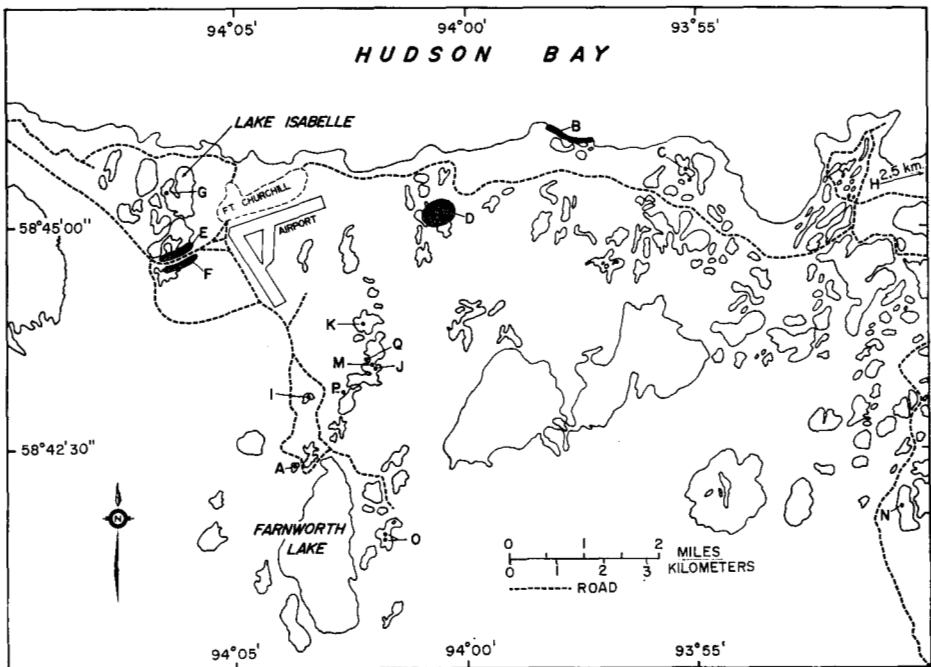 94°05'
94°00'
93°55'
HUDSON BAY
LAKE ISABELLE
B
C
G
H 2.5 km.
FT. CHURCHILL
D
AIRPORT
58°45'00"
E
F
K
Q
M
J
P
I
58°42'30"
A
N
N
FARNWORTH
LAKE
O
0 1 2
MILES
0 1 2 3
KILOMETERS
ROAD
94°05'
94°00'
93°55'